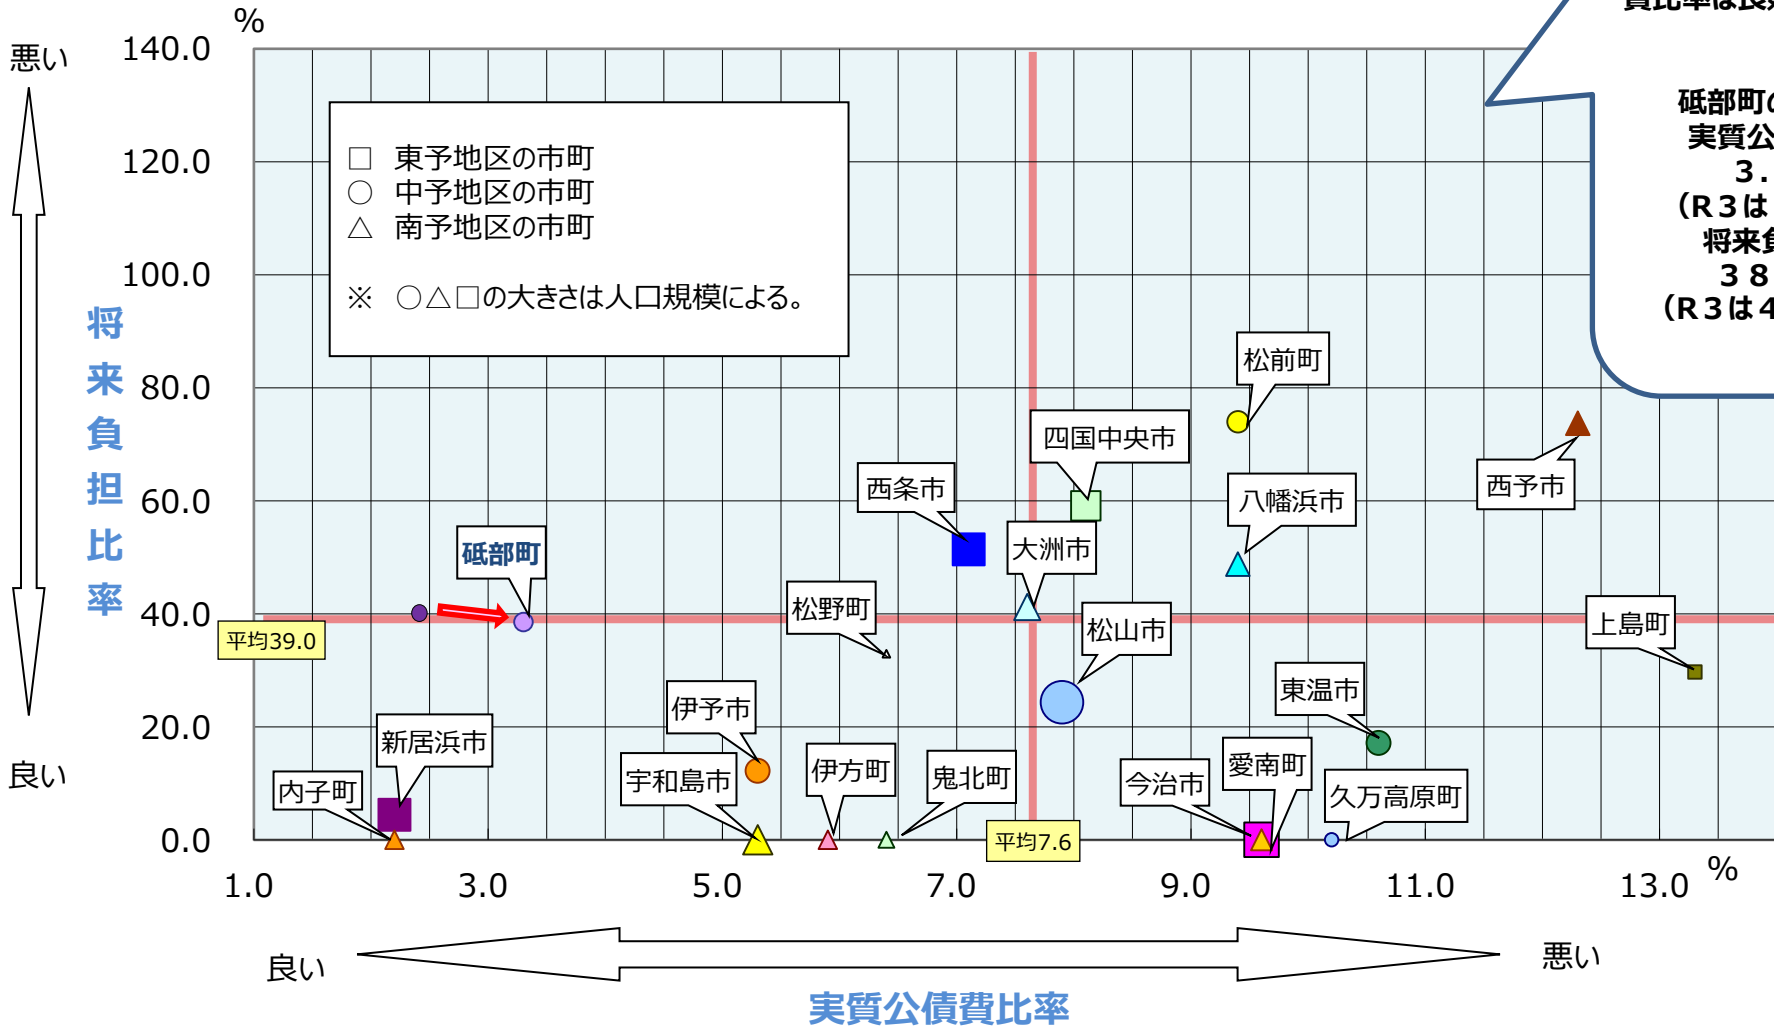 %
140.0
120.0
100.0
80.0
60.0
40.0
20.0
0.0
悪い
良い
将来負担比率
□ 東予地区の市町
○ 中予地区の市町
△ 南予地区の市町
※ ○△□の大きさは人口規模による。
砥部町の
実質公
3.
(R3は
将来負
38
(R3は4
松前町
四国中央市
西条市
八幡浜市
西予市
砥部町
大洲市
松野町
松山市
上島町
平均39.0
東温市
伊予市
新居浜市
宇和島市
伊方町
鬼北町
今治市
愛南町
久万高原町
内子町
平均7.6
1.0
3.0
5.0
7.0
9.0
11.0
13.0
%
良い
悪い
実質公債費比率